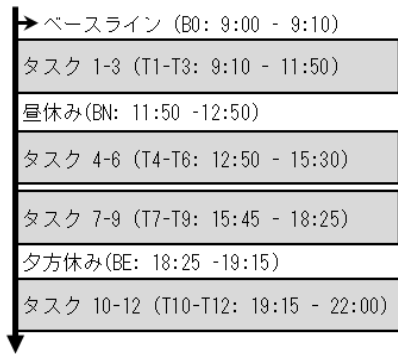 ベースライン (B0: 9:00 - 9:10)
タスク 1-3 (T1-T3: 9:10 - 11:50)
昼休み(BN: 11:50 -12:50)
タスク 4-6 (T4-T6: 12:50 - 15:30)
タスク 7-9 (T7-T9: 15:45 - 18:25)
夕方休み(BE: 18:25 -19:15)
タスク 10-12 (T10-T12: 19:15 - 22:00)